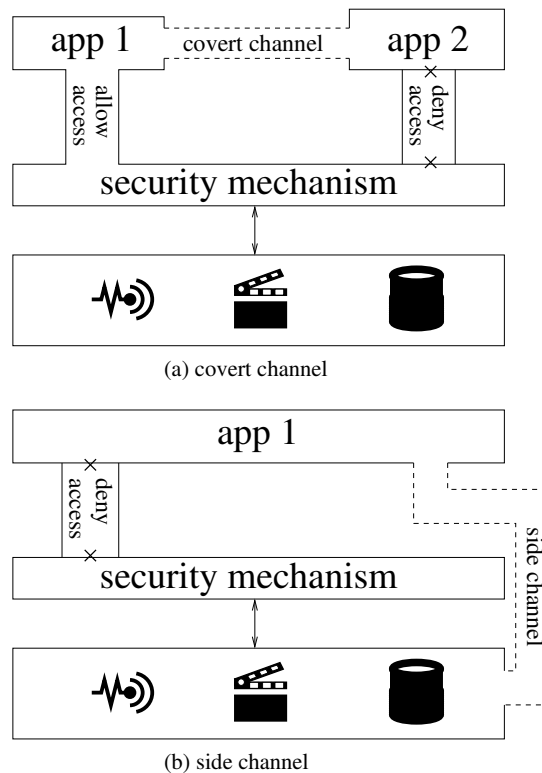 app 1
covert channel
app 2
allow
access
deny
access
security mechanism
(a) covert channel
app 1
deny
access
side channel
security mechanism
(b) side channel